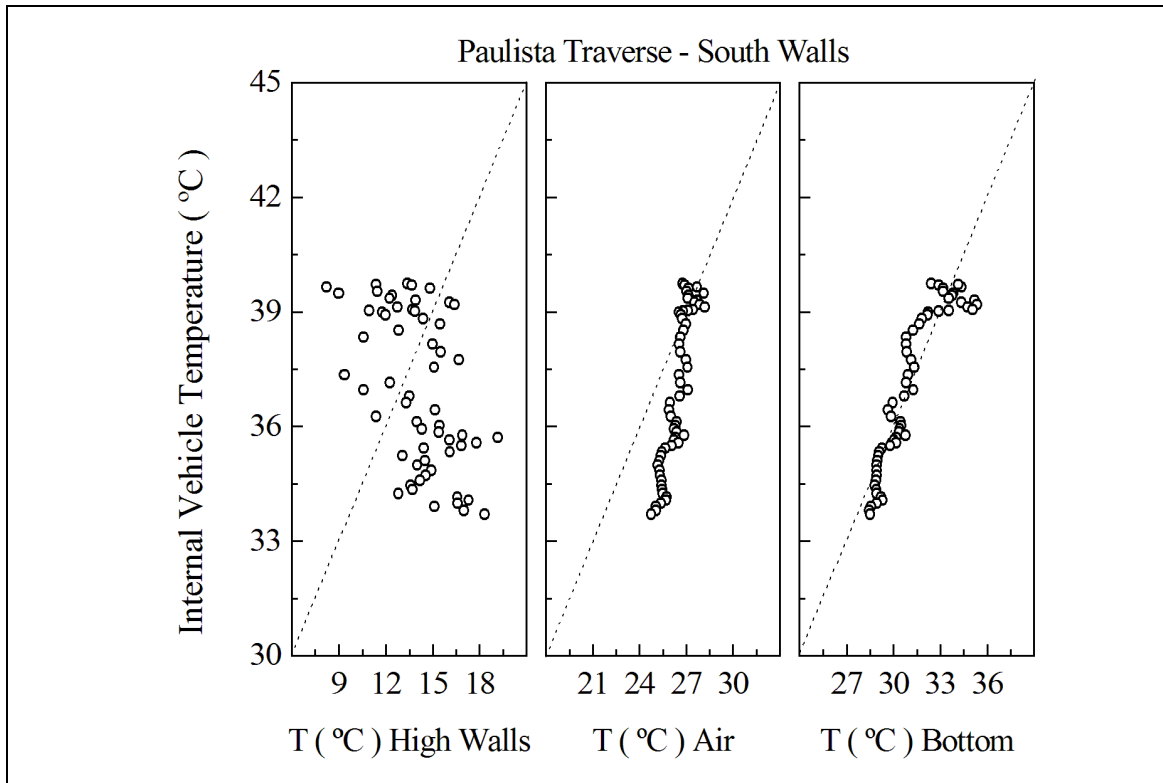 Paulista Traverse - South Walls
Internal Vehicle Temperature ( ºC )
45
42
39
36
33
30
9 12 15 18
21 24 27 30
27 30 33 36
T ( ºC ) High Walls
T ( ºC ) Air
T ( ºC ) Bottom